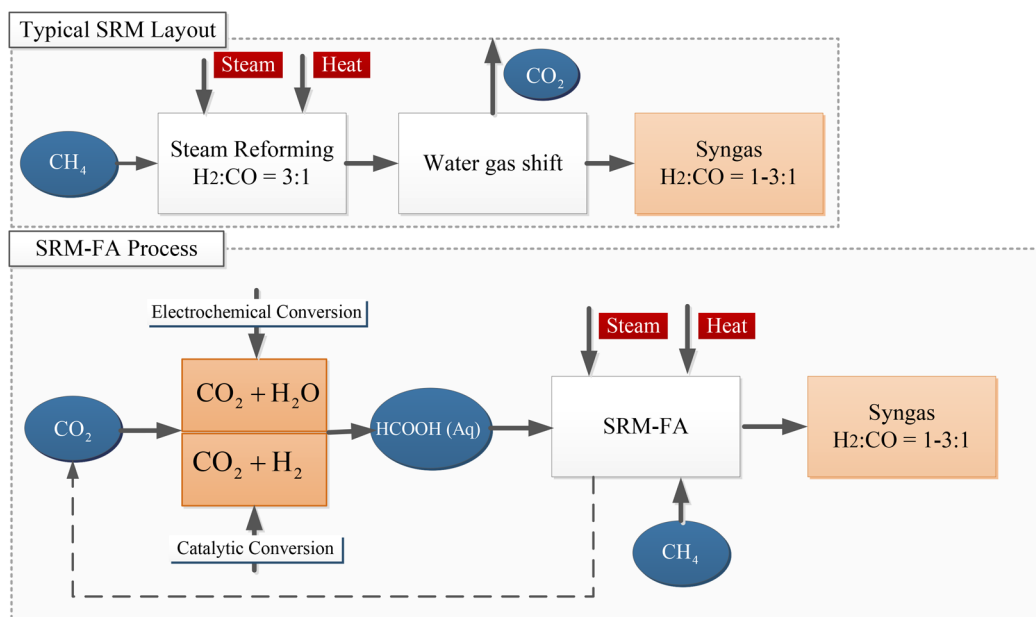 Typical SRM Layout
Steam
Heat
CO₂
CH₄
Steam Reforming
H2:CO = 3:1
Water gas shift
Syngas
H2:CO = 1-3:1
SRM-FA Process
Electrochemical Conversion
Steam
Heat
CO₂ + H₂O
CO₂
HCOOH (Aq)
SRM-FA
Syngas
H2:CO = 1-3:1
CO₂ + H₂
Catalytic Conversion
CH₄